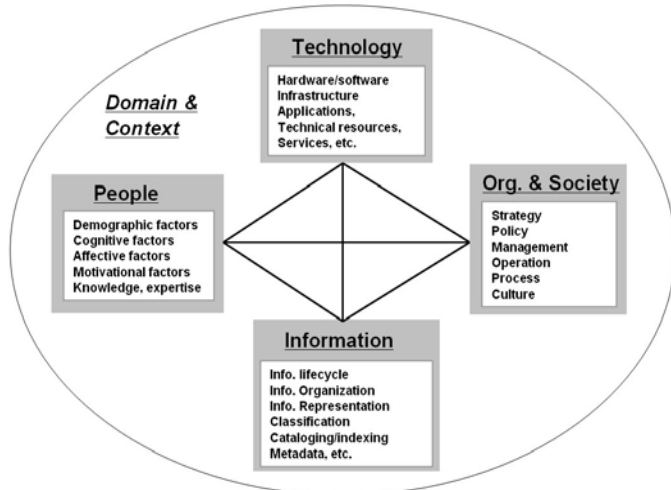 Technology
Hardware/software
Infrastructure
Applications,
Technical resources,
Services, etc.
Domain &
Context
People
Demographic factors
Cognitive factors
Affective factors
Motivational factors
Knowledge, expertise
Org. & Society
Strategy
Policy
Management
Operation
Process
Culture
Information
Info. lifecycle
Info. Organization
Info. Representation
Classification
Cataloging/indexing
Metadata, etc.